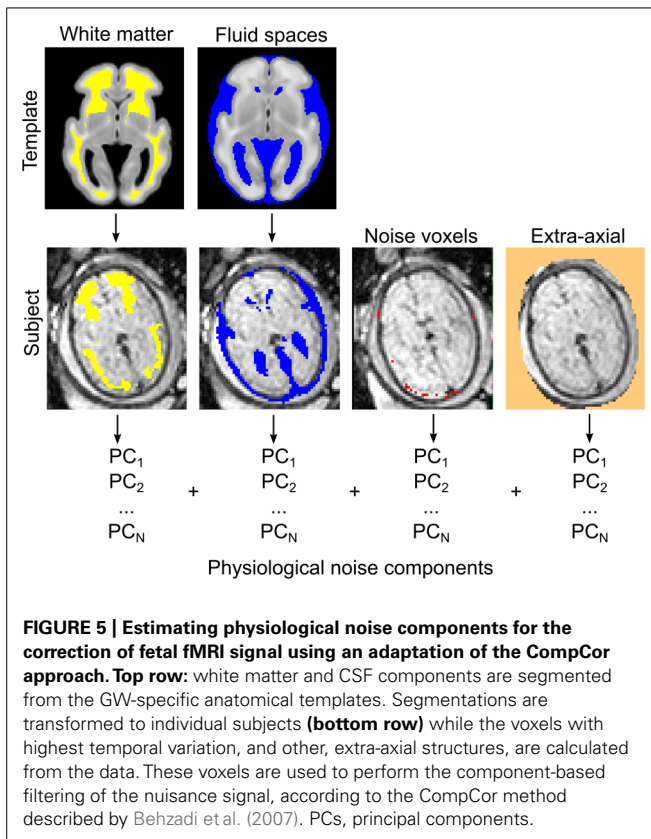 White matter Fluid spaces
Template
Noise voxels Extra-axial
Subject
PC₁ PC₁ PC₁ PC₁
PC₂ + PC₂ + PC₂ + PC₂
... ... ... ...
PC_N PC_N PC_N PC_N
Physiological noise components
FIGURE 5 | Estimating physiological noise components for the
correction of fetal fMRI signal using an adaptation of the CompCor
approach. Top row: white matter and CSF components are segmented
from the GW-specific anatomical templates. Segmentations are
transformed to individual subjects (bottom row) while the voxels with
highest temporal variation, and other, extra-axial structures, are calculated
from the data. These voxels are used to perform the component-based
filtering of the nuisance signal, according to the CompCor method
described by Behzadi et al. (2007). PCs, principal components.